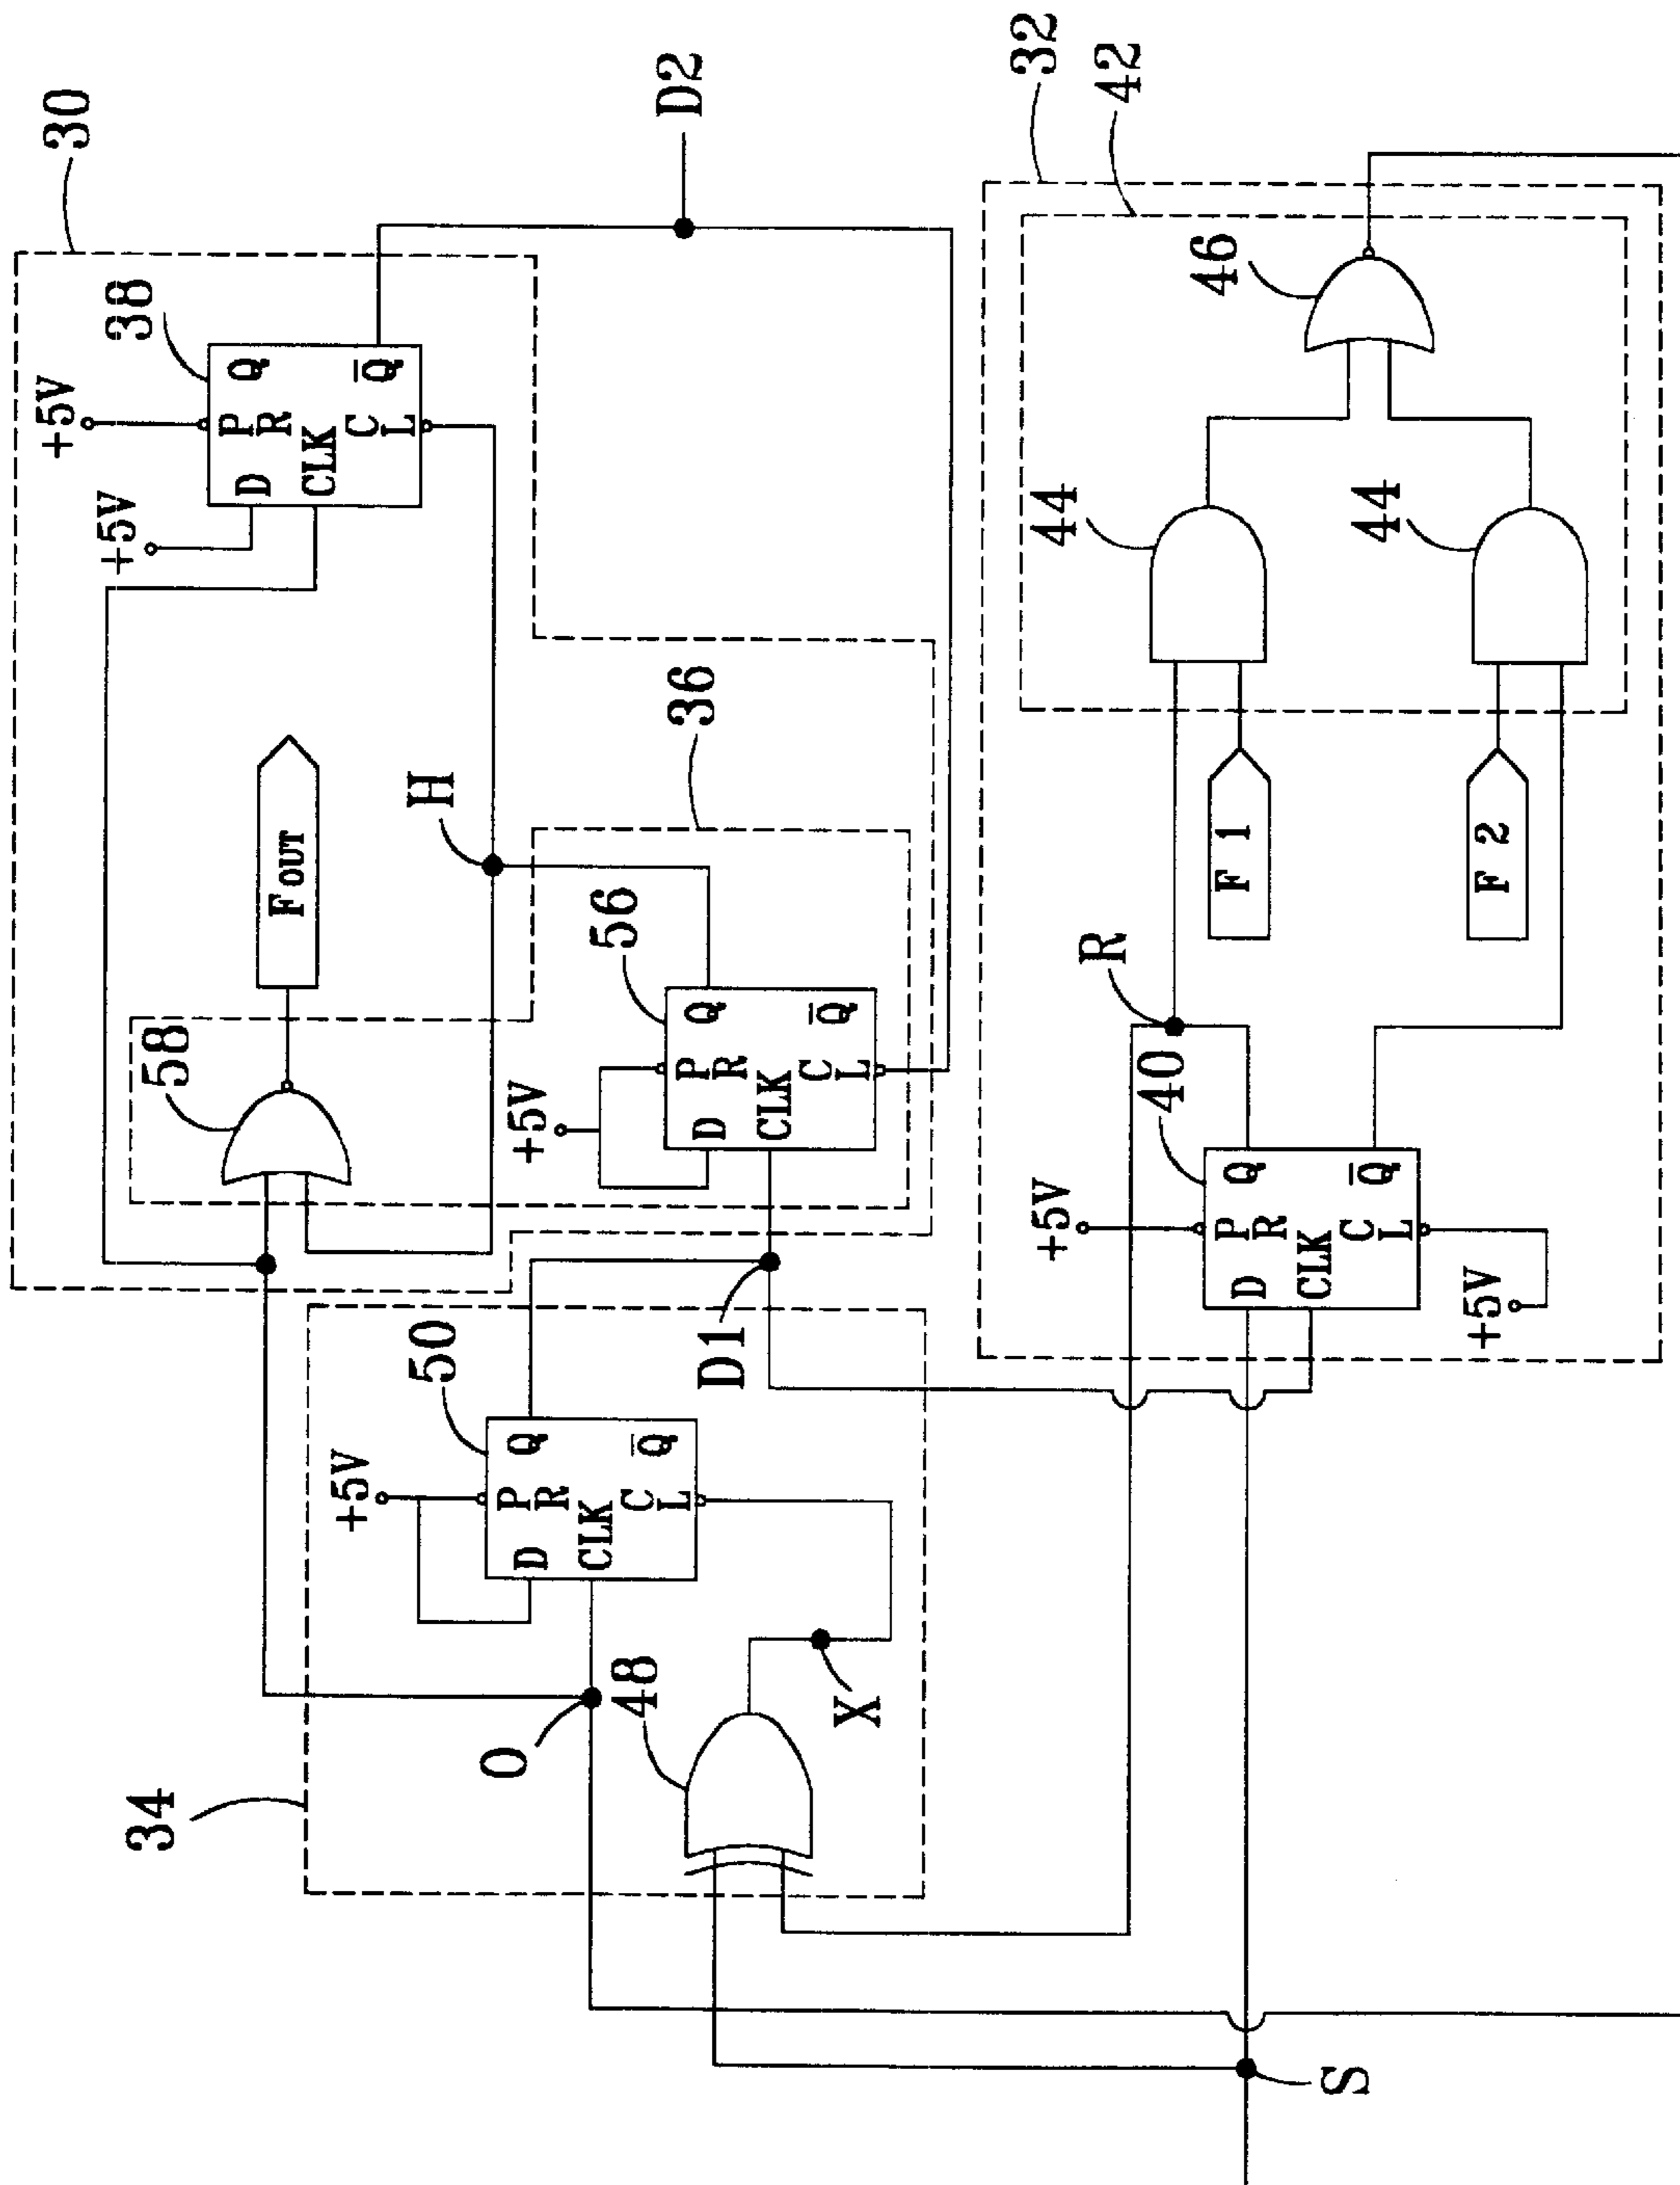 30
D2
+5V
38
+5V
D
P
R
CLK
C
L
Q
Q̅
FOUT
H
36
58
+5V
56
D
P
R
CLK
C
L
Q
Q̅
34
+5V
50
D
P
R
CLK
C
L
Q
Q̅
D1
O
48
X
32
42
46
44
44
F 1
F 2
R
+5V
40
D
P
R
CLK
C
L
Q
Q̅
+5V
S